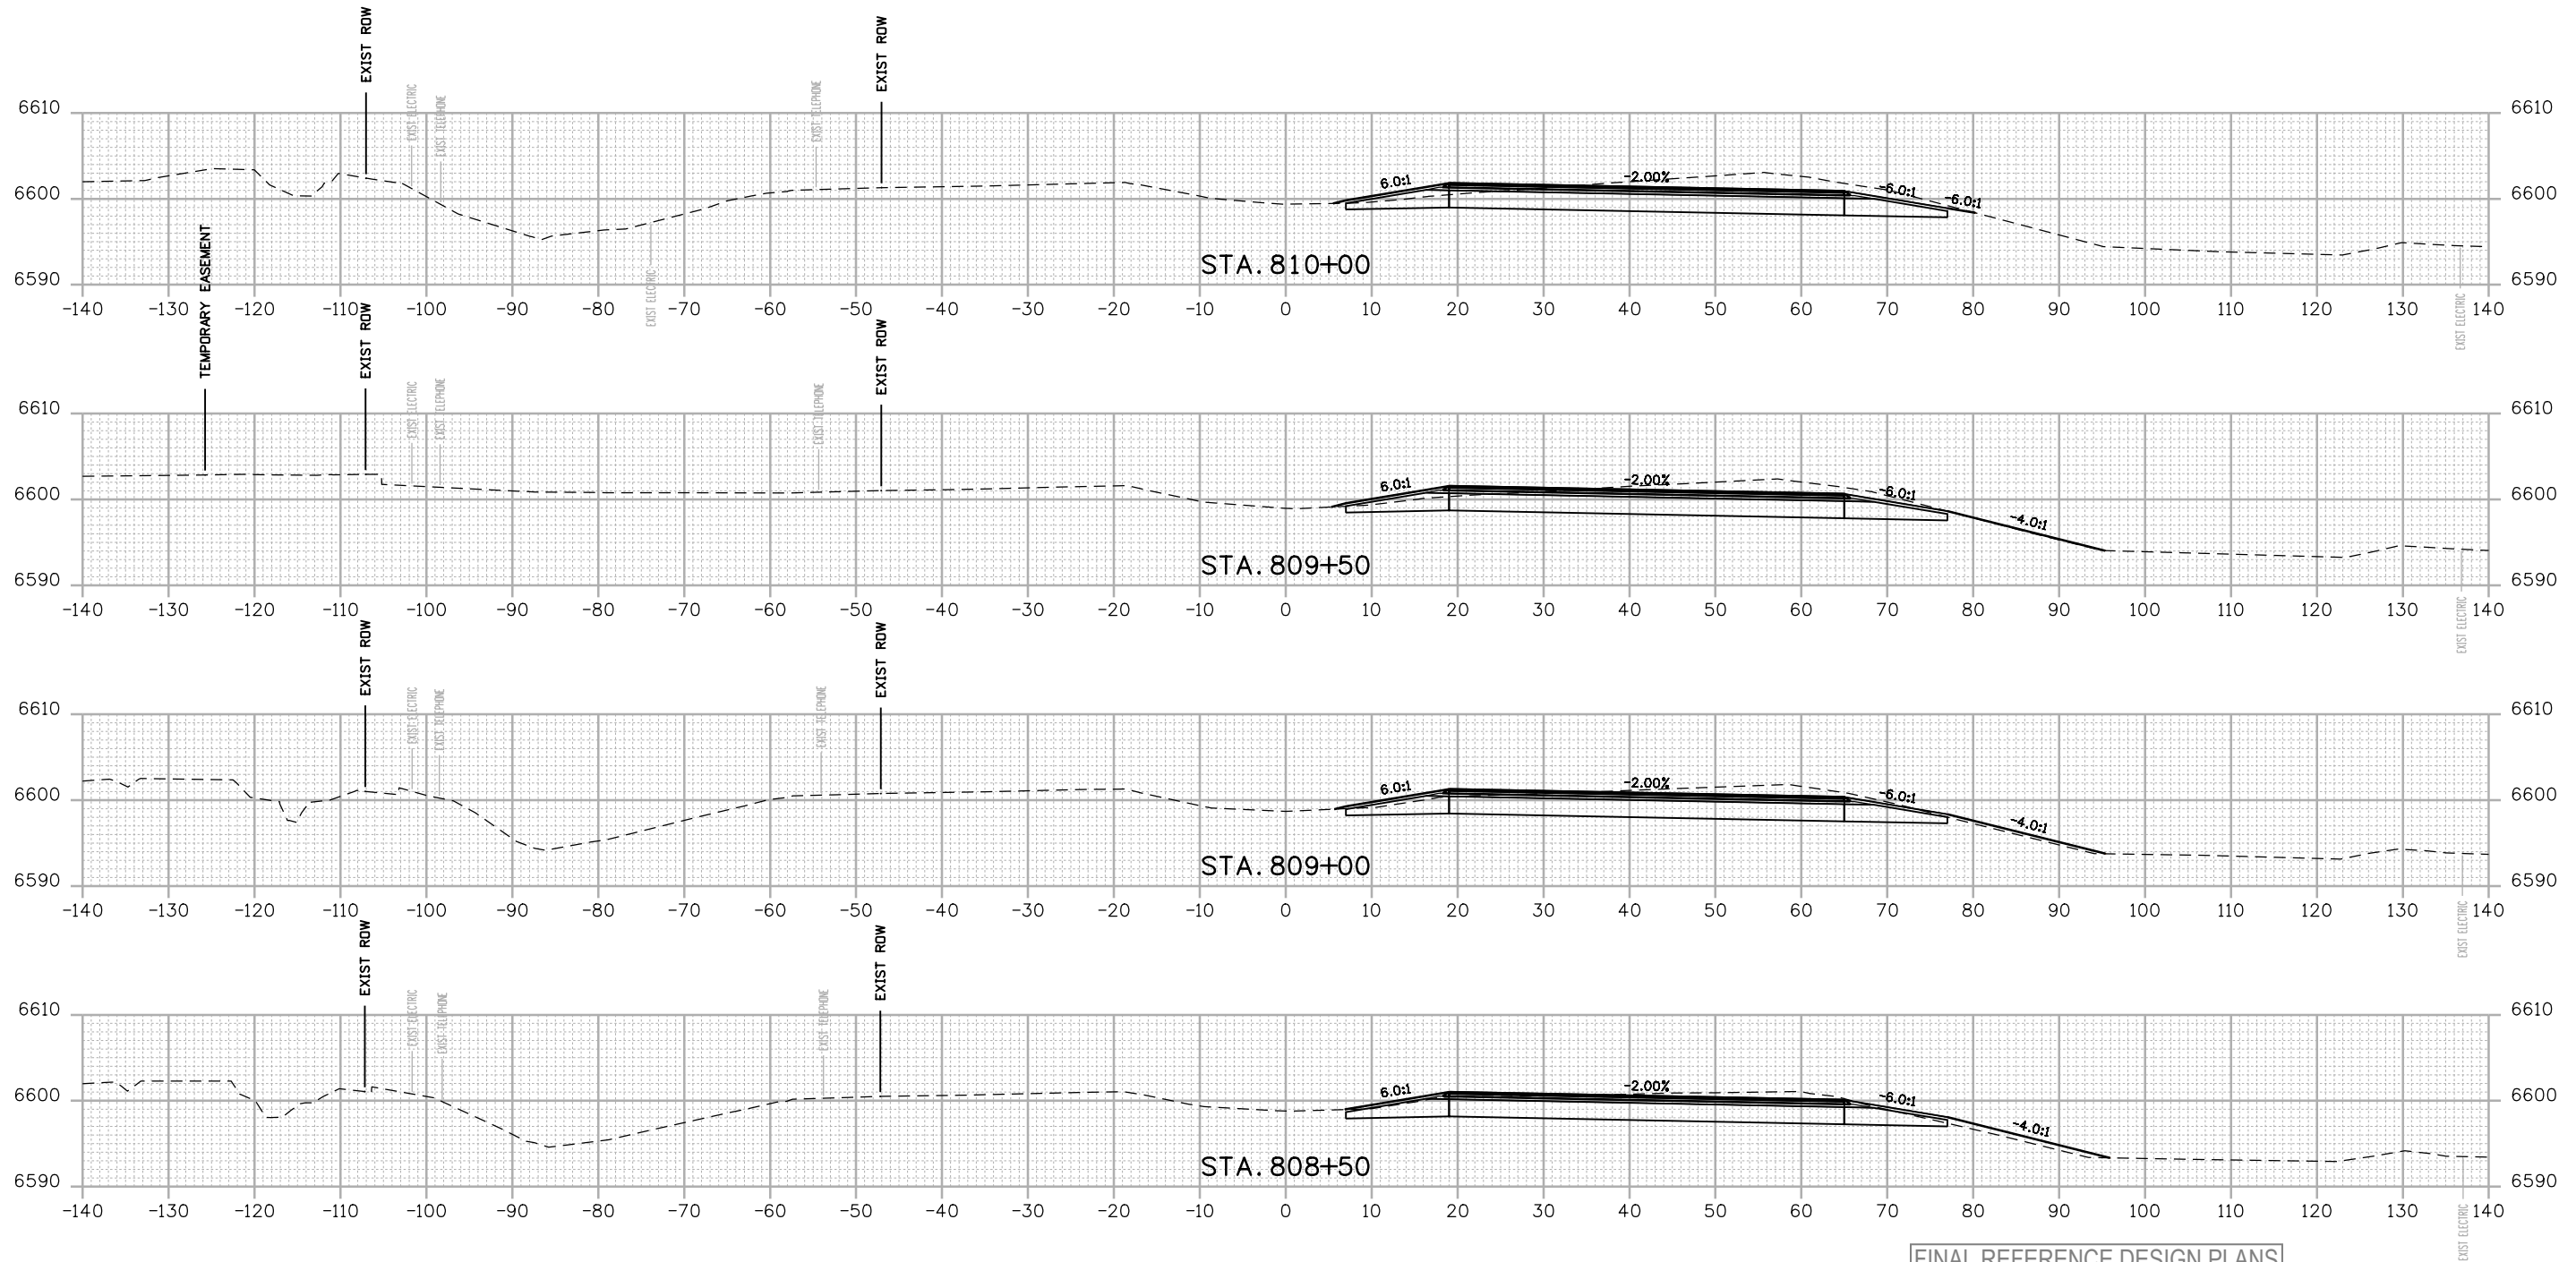 EXIST ROW
EXIST ROW
EXIST ELECTRIC
EXIST TELEPHONE
EXIST TELEPHONE
6610 6610
6.0:1 -2.00% -6.0:1 -6.0:1
6600 6600
STA. 810+00
6590 6590
EXIST ELECTRIC
EXIST ELECTRIC
-140 -130 -120 -110 -100 -90 -80 -70 -60 -50 -40 -30 -20 -10 0 10 20 30 40 50 60 70 80 90 100 110 120 130 140
TEMPORARY EASEMENT
EXIST ROW
EXIST ROW
EXIST ELECTRIC
EXIST TELEPHONE
EXIST TELEPHONE
6610 6610
6.0:1 -2.00% -6.0:1
6600 6600
-4.0:1
STA. 809+50
6590 6590
-140 -130 -120 -110 -100 -90 -80 -70 -60 -50 -40 -30 -20 -10 0 10 20 30 40 50 60 70 80 90 100 110 120 130 140
EXIST ELECTRIC
EXIST ROW
EXIST ROW
EXIST ELECTRIC
EXIST TELEPHONE
EXIST TELEPHONE
6610 6610
6.0:1 -2.00% -6.0:1
6600 6600
-4.0:1
STA. 809+00
6590 6590
-140 -130 -120 -110 -100 -90 -80 -70 -60 -50 -40 -30 -20 -10 0 10 20 30 40 50 60 70 80 90 100 110 120 130 140
EXIST ELECTRIC
EXIST ROW
EXIST ROW
EXIST ELECTRIC
EXIST TELEPHONE
EXIST TELEPHONE
6610 6610
6.0:1 -2.00% -6.0:1
6600 6600
-4.0:1
STA. 808+50
6590 6590
-140 -130 -120 -110 -100 -90 -80 -70 -60 -50 -40 -30 -20 -10 0 10 20 30 40 50 60 70 80 90 100 110 120 130 140
EXIST ELECTRIC
FINAL REFERENCE DESIGN PLANS